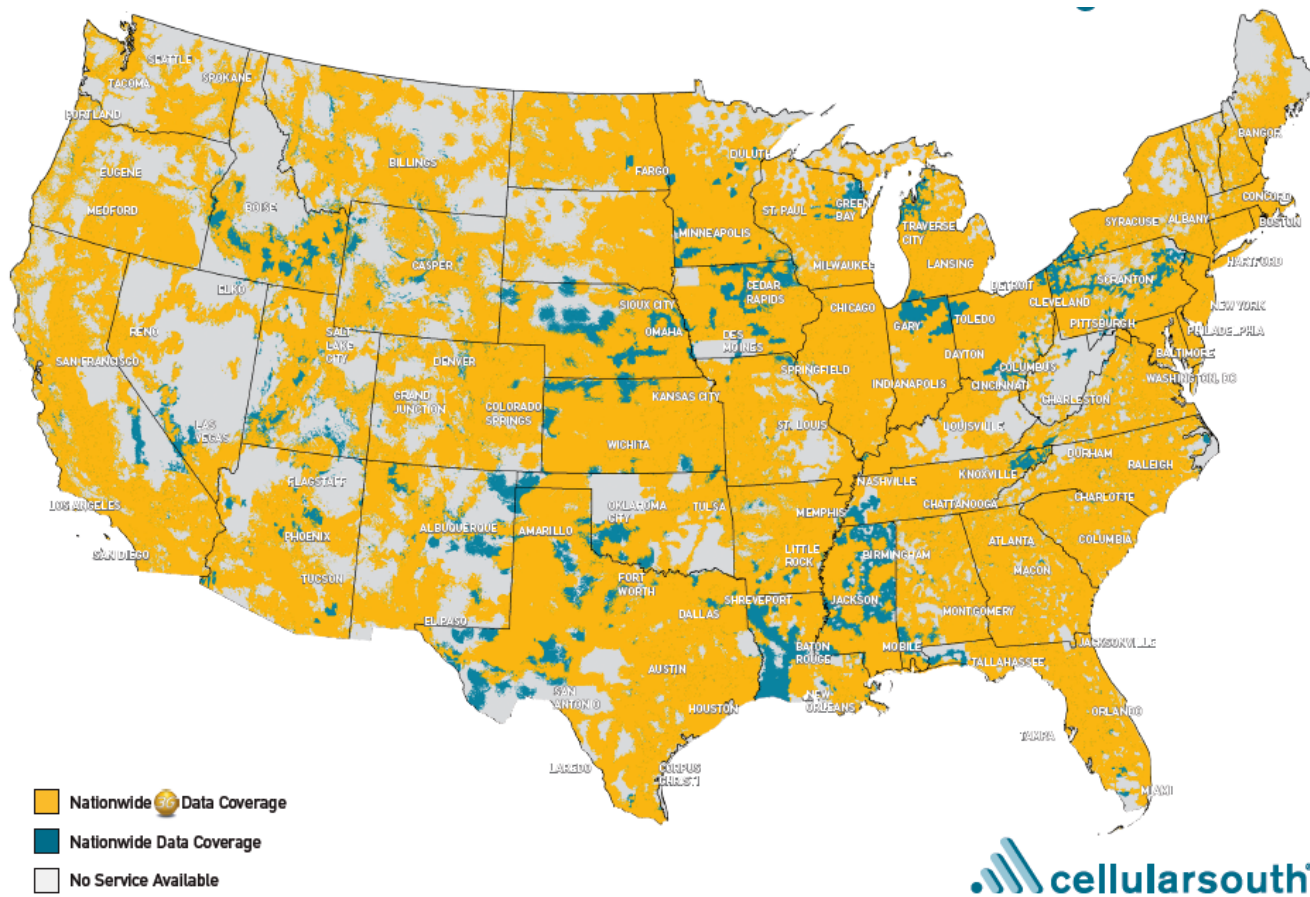 SEATTLE
SPOKANE
TACOMA
PORTLAND
EUGENE
MEDFORD
BOISE
BILLINGS
FARGO
DULUTH
BANGOR
ST. PAUL
GREEN
BAY
CONCORD
MINNEAPOLIS
TRAVERSE
CITY
SYRACUSE
ALBANY
BOSTON
CASPER
MILWAUKEE
LANSING
HARTFORD
ELKO
CEDAR
RAPIDS
DETROIT
SCRANTON
SIOUX CITY
CHICAGO
CLEVELAND
NEW YORK
RENO
SALT
LAKE
CITY
OMAHA
DES
MOINES
GARY
TOLEDO
PITTSBURGH
PHILADELPHIA
SAN FRANCISCO
DENVER
DAYTON
BALTIMORE
SPRINGFIELD
COLUMBUS
WASHINGTON, DC
GRAND
JUNCTION
COLORADO
SPRINGS
KANSAS CITY
INDIANAPOLIS
CINCINNATI
CHARLESTON
LAS
VEGAS
WICHITA
ST. LOUIS
LOUISVILLE
DURHAM
RALEIGH
FLAGSTAFF
NASHVILLE
KNOXVILLE
LOS ANGELES
OKLAHOMA
CITY
TULSA
MEMPHIS
CHATTANOOGA
CHARLOTTE
ALBUQUERQUE
AMARILLO
PHOENIX
SAN DIEGO
LITTLE
ROCK
BIRMINGHAM
ATLANTA
COLUMBIA
TUCSON
FORT
WORTH
MACON
EL PASO
DALLAS
SHREVEPORT
JACKSON
MONTGOMERY
JACKSONVILLE
AUSTIN
BATON
ROUGE
MOBILE
TALLAHASSEE
SAN
ANTONIO
HOUSTON
NEW
ORLEANS
ORLANDO
TAMPA
LAREDO
CORPUS
CHRISTI
MIAMI
Nationwide 3G Data Coverage
Nationwide Data Coverage
No Service Available
cellularsouth